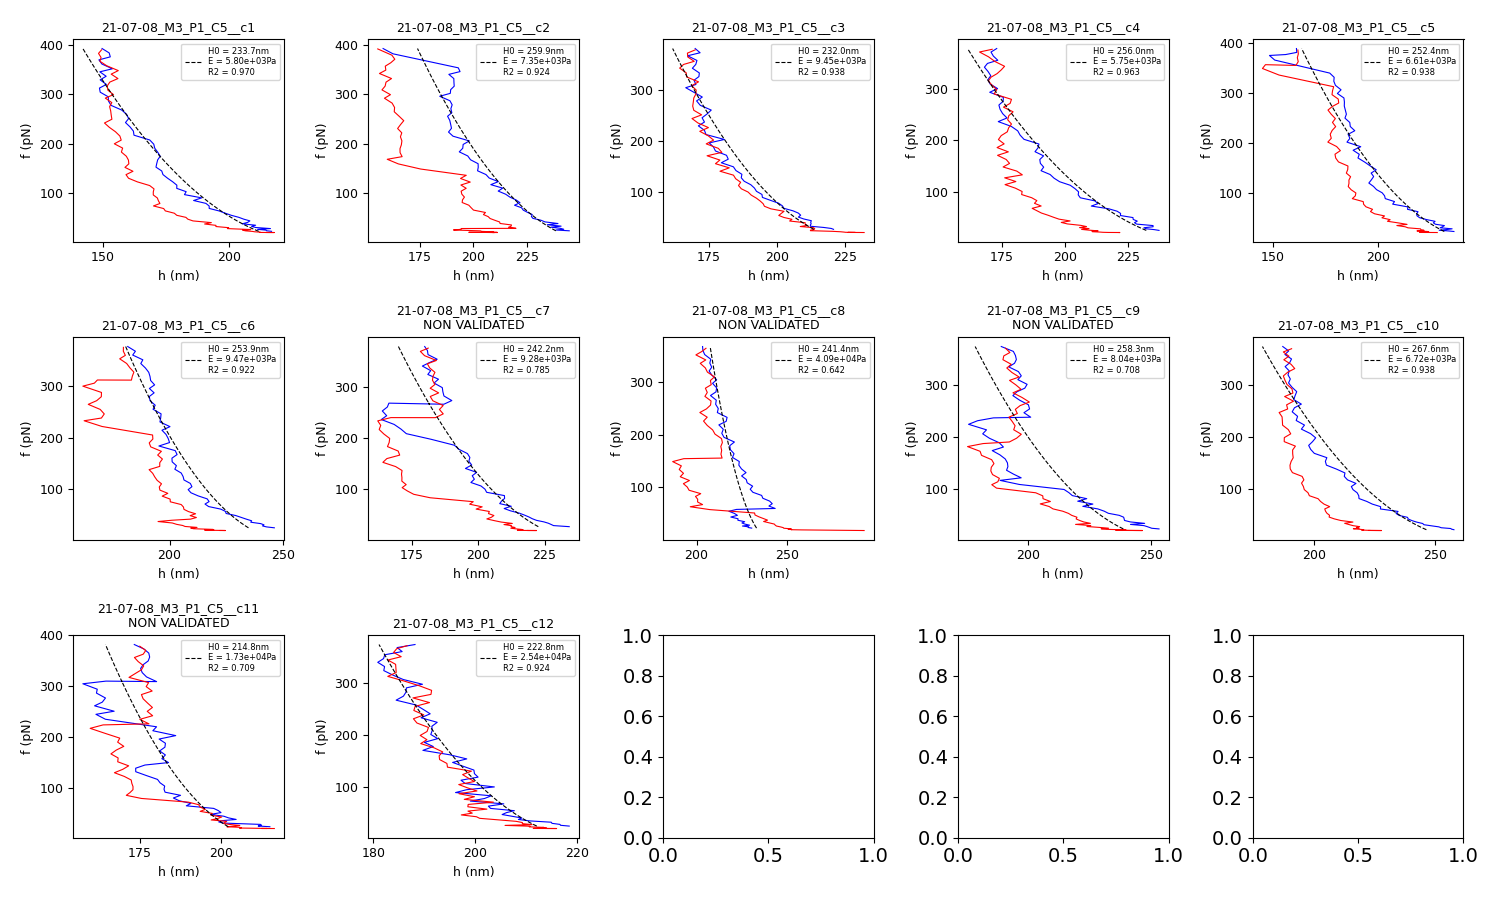 21-07-08_M3_P1_C5__c1
H0 = 233.7nm
E = 5.80e+03Pa
R2 = 0.970
400
300
200
100
f (pN)
150
200
h (nm)
21-07-08_M3_P1_C5__c2
H0 = 259.9nm
E = 7.35e+03Pa
R2 = 0.924
400
300
200
100
f (pN)
175
200
225
h (nm)
21-07-08_M3_P1_C5__c3
H0 = 232.0nm
E = 9.45e+03Pa
R2 = 0.938
300
200
100
f (pN)
175
200
225
h (nm)
21-07-08_M3_P1_C5__c4
H0 = 256.0nm
E = 5.75e+03Pa
R2 = 0.963
300
200
100
f (pN)
175
200
225
h (nm)
21-07-08_M3_P1_C5__c5
H0 = 252.4nm
E = 6.61e+03Pa
R2 = 0.938
400
300
200
100
f (pN)
150
200
h (nm)
21-07-08_M3_P1_C5__c6
H0 = 253.9nm
E = 9.47e+03Pa
R2 = 0.922
300
200
100
f (pN)
200
250
h (nm)
21-07-08_M3_P1_C5__c7
NON VALIDATED
H0 = 242.2nm
E = 9.28e+03Pa
R2 = 0.785
300
200
100
f (pN)
175
200
225
h (nm)
21-07-08_M3_P1_C5__c8
NON VALIDATED
H0 = 241.4nm
E = 4.09e+04Pa
R2 = 0.642
300
200
100
f (pN)
200
250
h (nm)
21-07-08_M3_P1_C5__c9
NON VALIDATED
H0 = 258.3nm
E = 8.04e+03Pa
R2 = 0.708
300
200
100
f (pN)
200
250
h (nm)
21-07-08_M3_P1_C5__c10
H0 = 267.6nm
E = 6.72e+03Pa
R2 = 0.938
300
200
100
f (pN)
200
250
h (nm)
21-07-08_M3_P1_C5__c11
NON VALIDATED
H0 = 214.8nm
E = 1.73e+04Pa
R2 = 0.709
400
300
200
100
f (pN)
175
200
h (nm)
21-07-08_M3_P1_C5__c12
H0 = 222.8nm
E = 2.54e+04Pa
R2 = 0.924
300
200
100
f (pN)
180
200
220
h (nm)
1.0
0.8
0.6
0.4
0.2
0.0
0.0
0.5
1.0
1.0
0.8
0.6
0.4
0.2
0.0
0.0
0.5
1.0
1.0
0.8
0.6
0.4
0.2
0.0
0.0
0.5
1.0